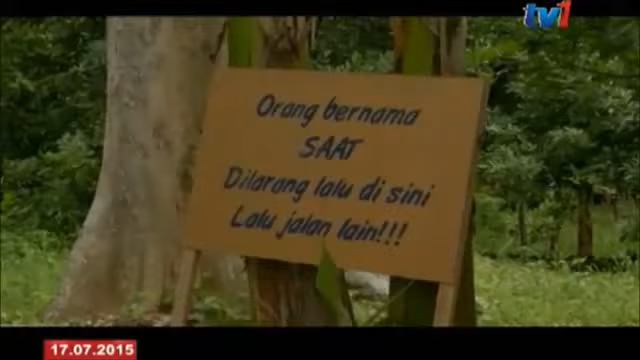 tv1
Orang bernama
SAAT
Dilarang lalu di sini
Lalu jalan lain!!!
17.07.2015